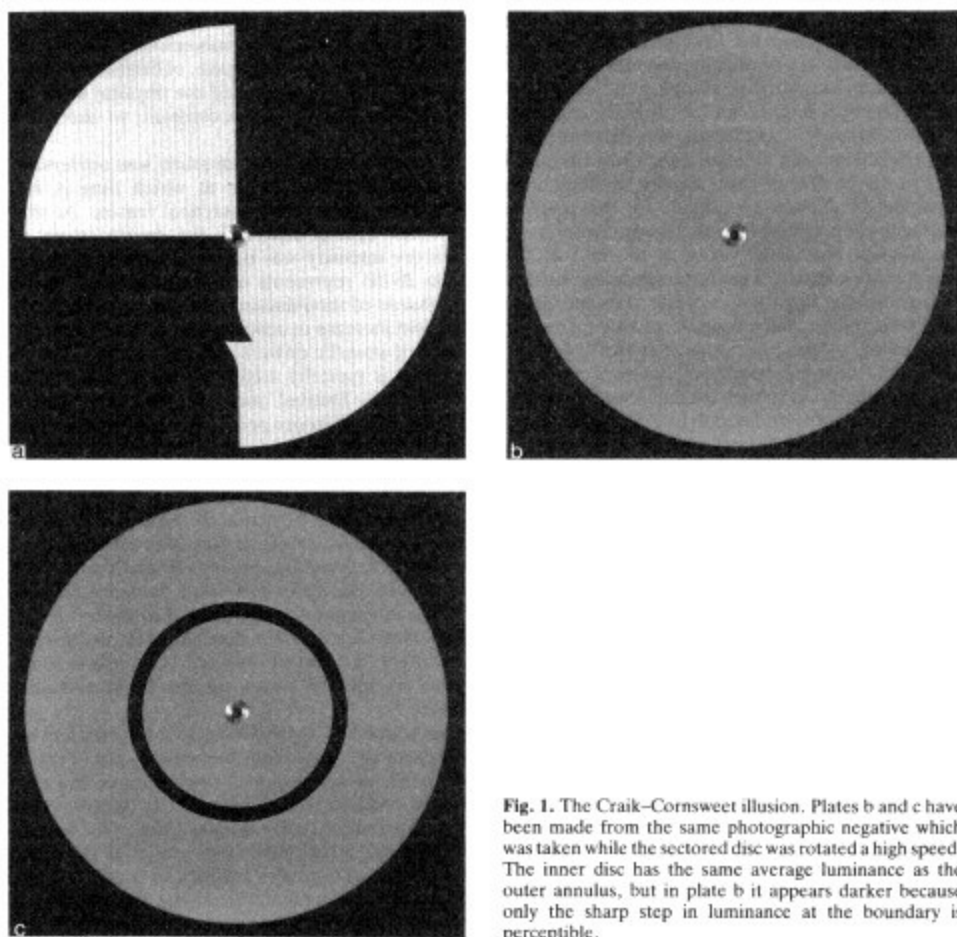 a
b
c
Fig. 1. The Craik–Cornsweet illusion. Plates b and c have
been made from the same photographic negative which
was taken while the sectored disc was rotated a high speed.
The inner disc has the same average luminance as the
outer annulus, but in plate b it appears darker because
only the sharp step in luminance at the boundary is
perceptible.